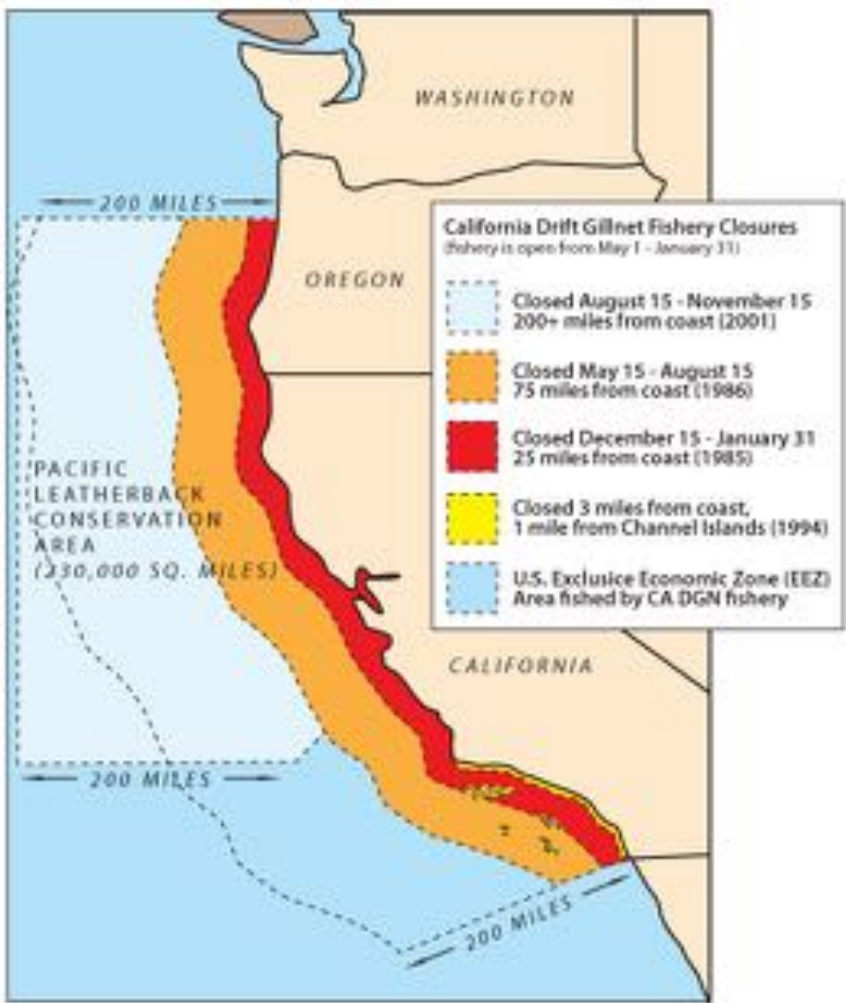 WASHINGTON
200 MILES
OREGON
California Drift Gillnet Fishery Closures
(fishery is open from May 1 - January 31)
Closed August 15 - November 15
200+ miles from coast (2001)
Closed May 15 - August 15
75 miles from coast (1986)
Closed December 15 - January 31
25 miles from coast (1985)
Closed 3 miles from coast,
1 mile from Channel Islands (1994)
U.S. Exclusice Economic Zone (EEZ)
Area fished by CA DGN fishery
PACIFIC
LEATHERBACK
CONSERVATION
AREA
(230,000 SQ. MILES)
CALIFORNIA
200 MILES
200 MILES